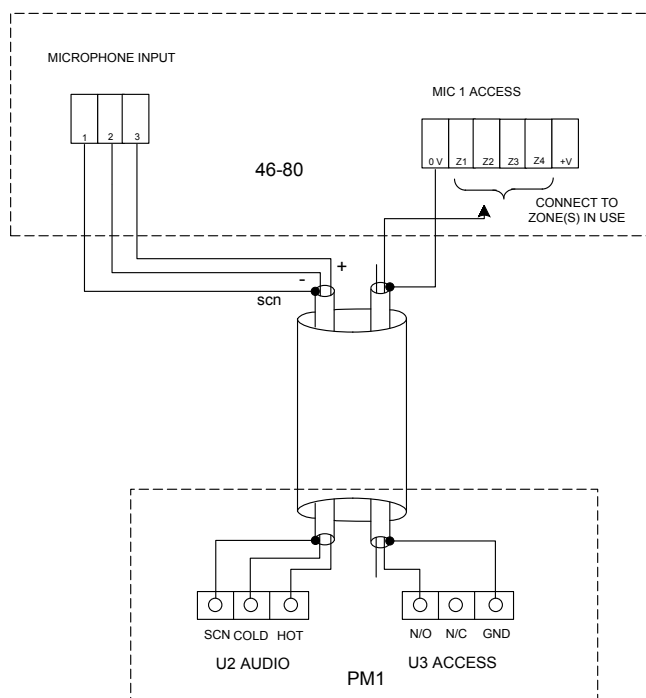 MICROPHONE INPUT
1 2 3
MIC 1 ACCESS
0 V Z1 Z2 Z3 Z4 +V
46-80
CONNECT TO
ZONE(S) IN USE
+
-
scn
SCN COLD HOT
N/O N/C GND
U2 AUDIO
U3 ACCESS
PM1